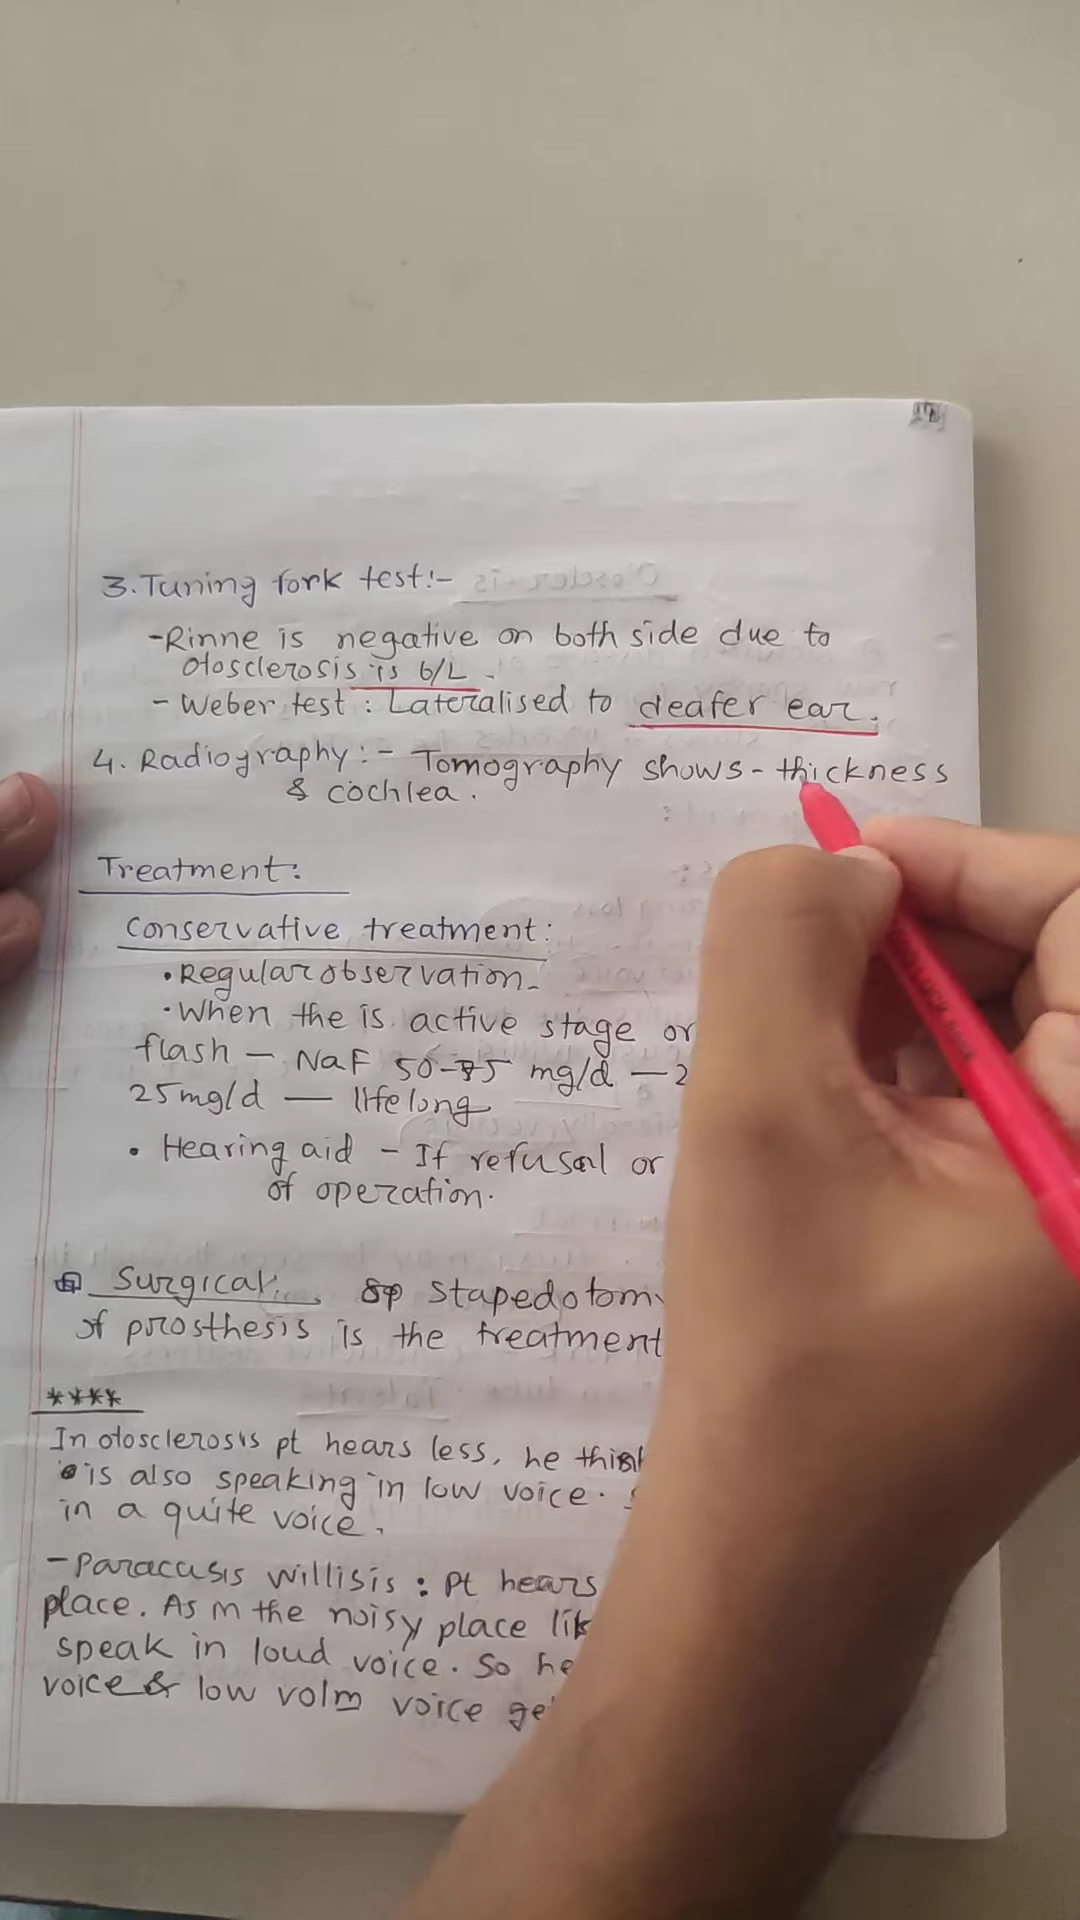 3. Tuning fork test:-
-Rinne is negative on both side due to
otosclerosis is b/L.
- Weber test : Lateralised to deafer ear.
4. Radiography :- Tomography shows - thickness
& cochlea.
Treatment:
Conservative treatment:
• Regular observation.
• When the is active stage or
flash - NaF 50-75 mg/d - 2
25mg/d - lifelong
• Hearing aid - If refusal or
of operation.
Surgical. Stapedotom
of prosthesis is the treatment
****
In otosclerosis pt hears less, he think
is also speaking in low voice.
in a quite voice.
- Paracusis willisis : Pt hears
place. As in the noisy place lik
speak in loud voice. So he
voice & low volm voice ge